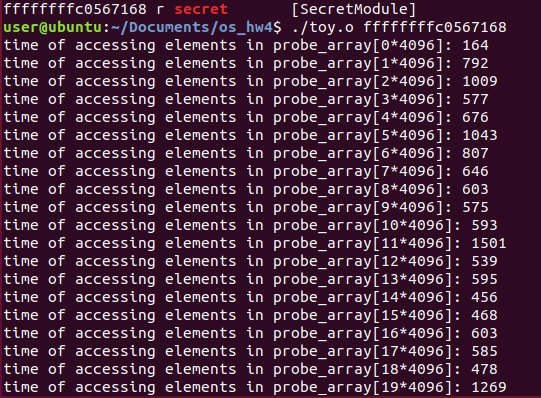 ffffffffc0567168 r secret [SecretModule]
user@ubuntu:~/Documents/os_hw4$ ./toy.o ffffffffc0567168
time of accessing elements in probe_array[0*4096]: 164
time of accessing elements in probe_array[1*4096]: 792
time of accessing elements in probe_array[2*4096]: 1009
time of accessing elements in probe_array[3*4096]: 577
time of accessing elements in probe_array[4*4096]: 676
time of accessing elements in probe_array[5*4096]: 1043
time of accessing elements in probe_array[6*4096]: 807
time of accessing elements in probe_array[7*4096]: 646
time of accessing elements in probe_array[8*4096]: 603
time of accessing elements in probe_array[9*4096]: 575
time of accessing elements in probe_array[10*4096]: 593
time of accessing elements in probe_array[11*4096]: 1501
time of accessing elements in probe_array[12*4096]: 539
time of accessing elements in probe_array[13*4096]: 595
time of accessing elements in probe_array[14*4096]: 456
time of accessing elements in probe_array[15*4096]: 468
time of accessing elements in probe_array[16*4096]: 603
time of accessing elements in probe_array[17*4096]: 585
time of accessing elements in probe_array[18*4096]: 478
time of accessing elements in probe_array[19*4096]: 1269